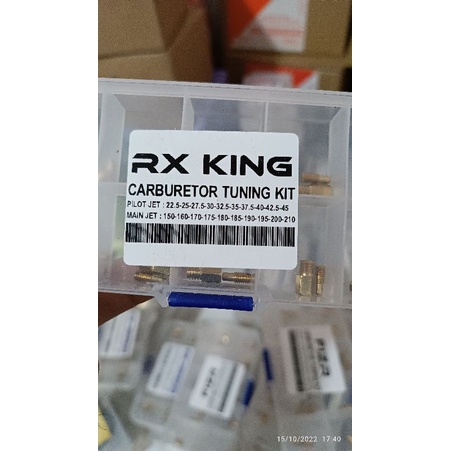 RX KING
CARBURETOR TUNING KIT
PILOT JET : 22.5-25-27.5-30-32.5-35-37.5-40-42.5-45
MAIN JET : 150-160-170-175-180-185-190-195-200-210
15/10/2022 17:40